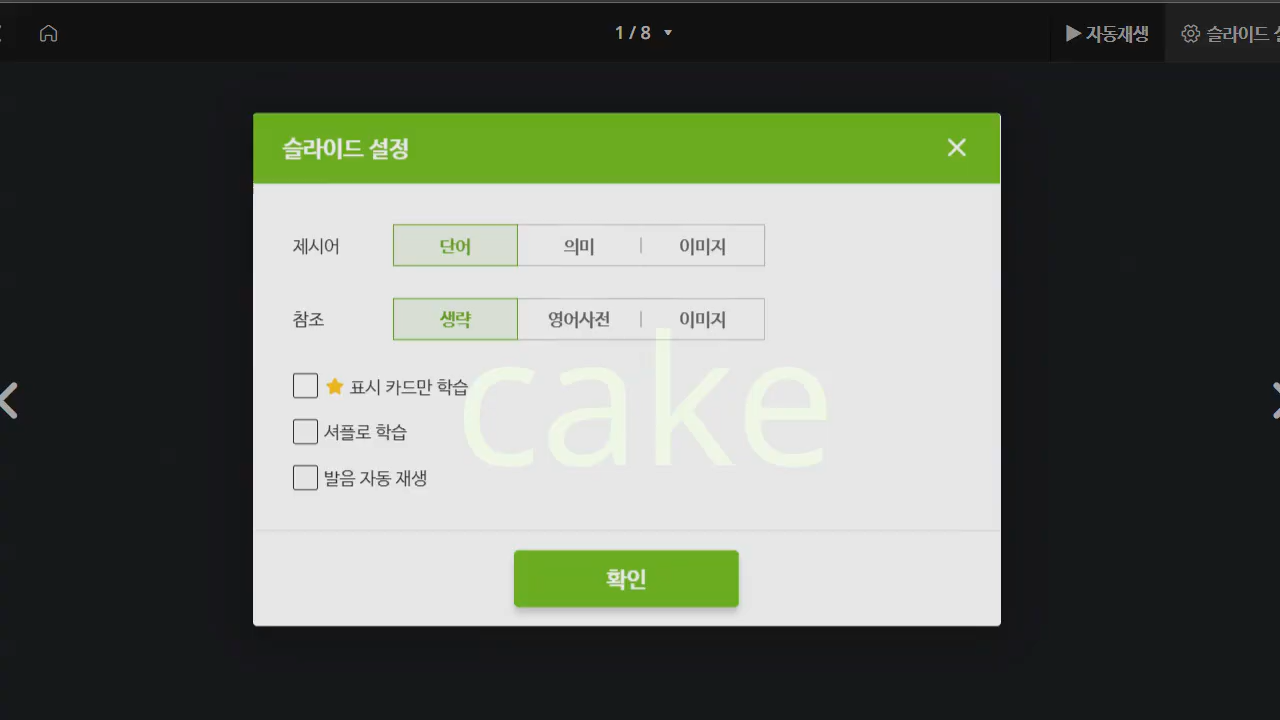 1 / 8
자동재생
슬라이드
슬라이드 설정
제시어 단어 의미 이미지
참조 생략 영어사전 이미지
표시 카드만 학습
cake
셔플로 학습
발음 자동 재생
확인